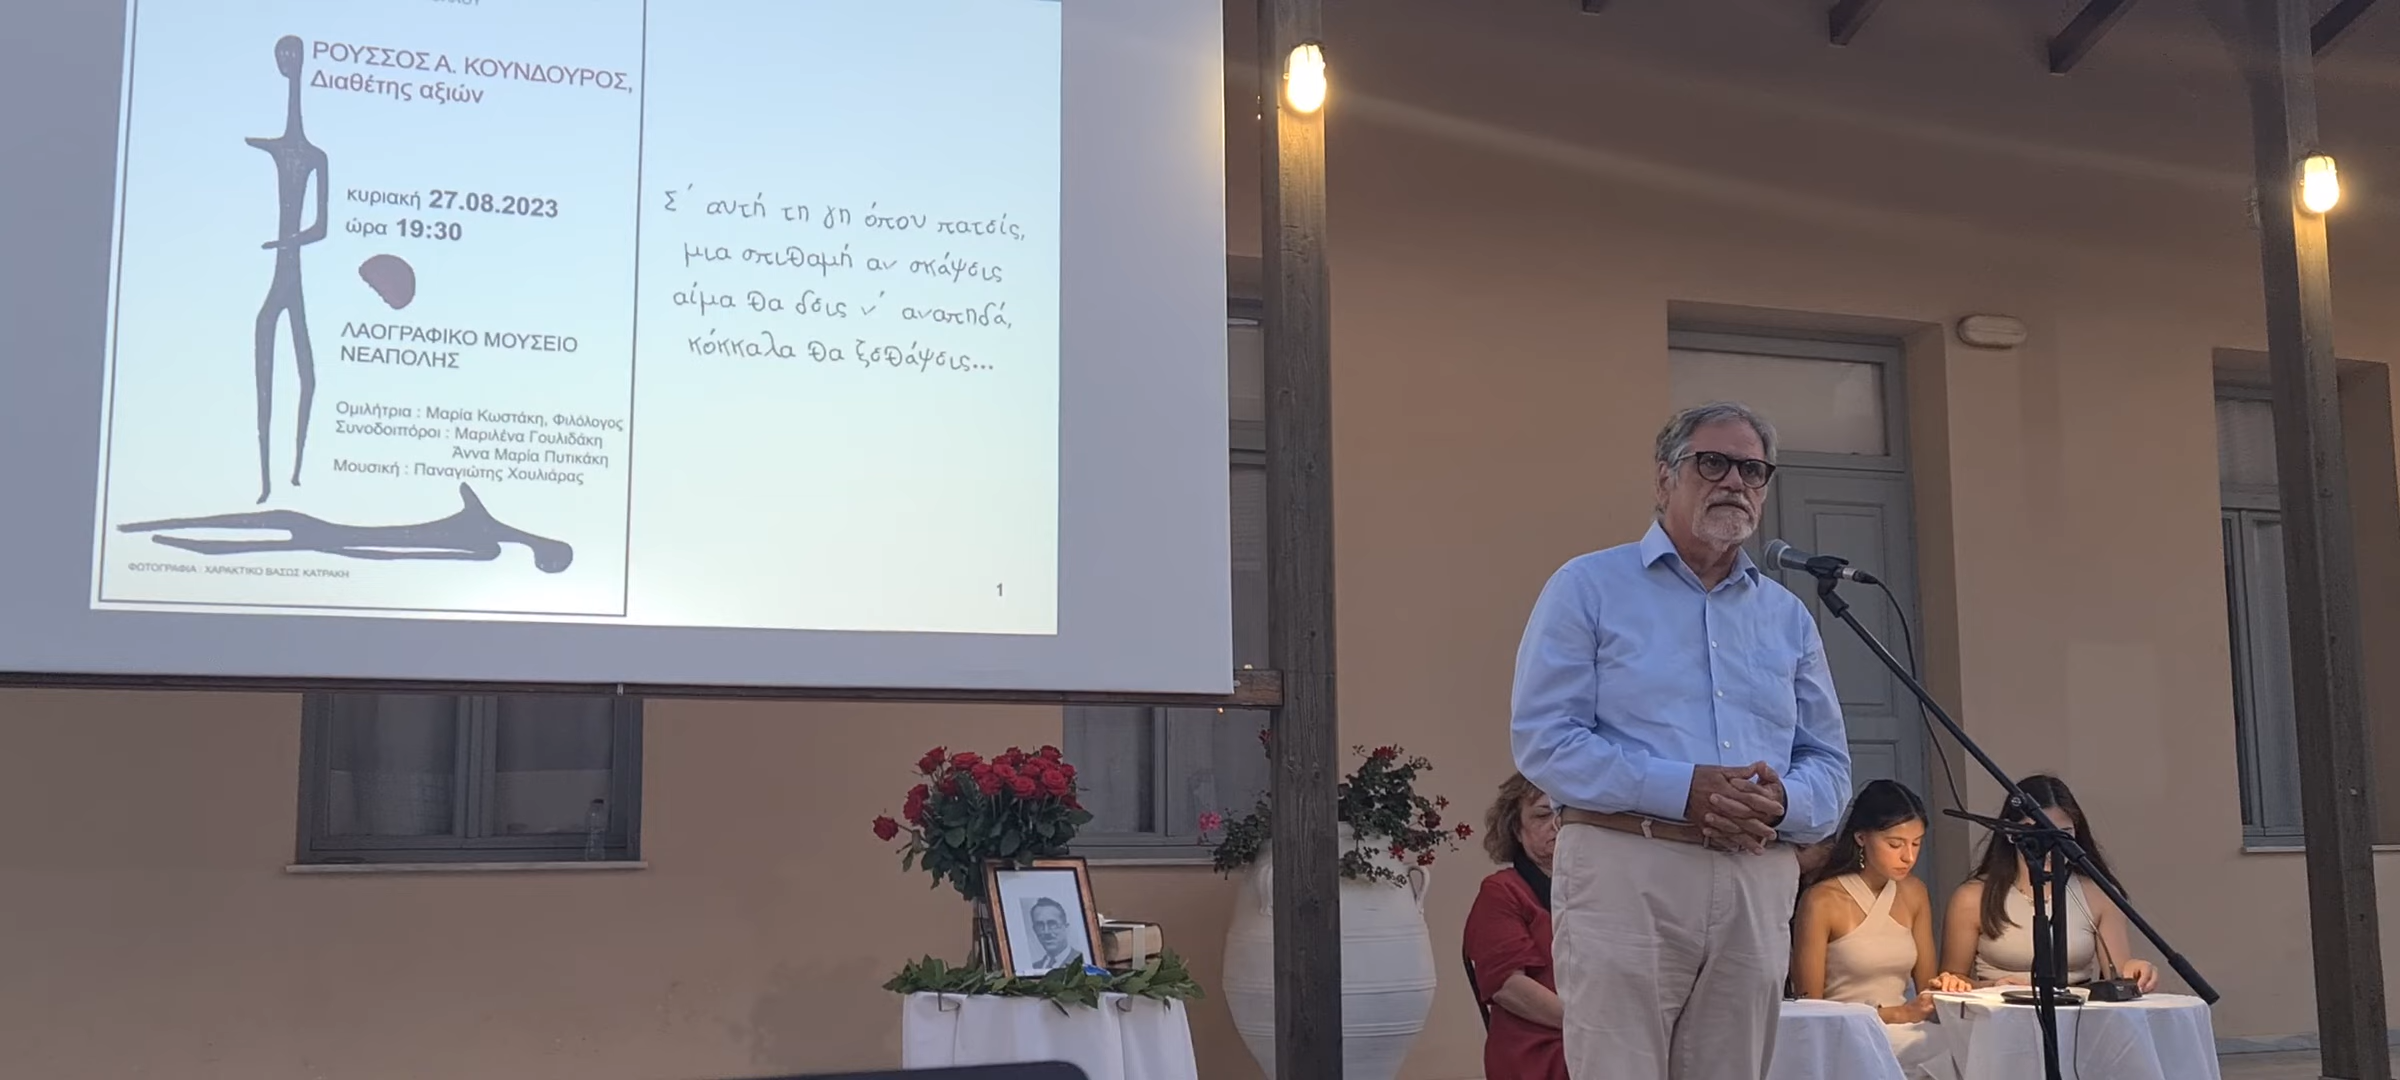 ΡΟΥΣΣΟΣ Α. ΚΟΥΝΔΟΥΡΟΣ,
Διαθέτης αξιών
κυριακή 27.08.2023
ώρα 19:30
ΛΑΟΓΡΑΦΙΚΟ ΜΟΥΣΕΙΟ
ΝΕΑΠΟΛΗΣ
Ομιλήτρια : Μαρία Κωστάκη, Φιλόλογος
Συνοδοιπόροι : Μαριλένα Γουλιδάκη
Άννα Μαρία Πυτικάκη
Μουσική : Παναγιώτης Χουλιάρας
ΦΩΤΟΓΡΑΦΙΑ : ΧΑΡΑΚΤΙΚΟ ΒΑΣΩΣ ΚΑΤΡΑΚΗ
Σ΄ αυτή τη γη όπου πατείς,
μια σπιθαμή αν σκάψεις
αίμα θα δεις ν΄ αναπηδά,
κόκκαλα θα ξεθάψεις...
1